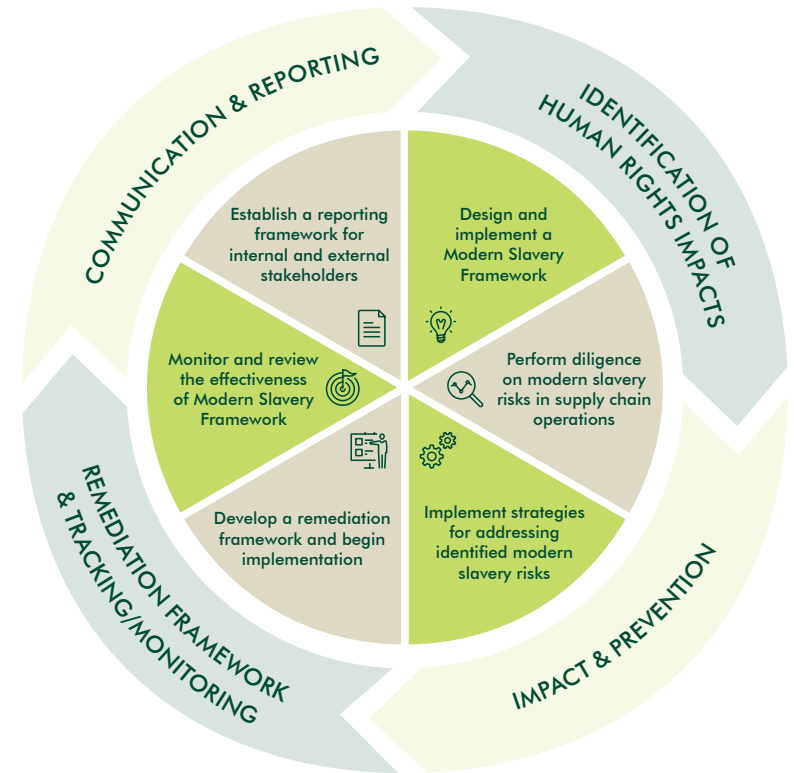 COMMUNICATION & REPORTING
IDENTIFICATION OF
HUMAN RIGHTS IMPACTS
IMPACT & PREVENTION
REMEDIATION FRAMEWORK
& TRACKING/MONITORING
Design and
implement a
Modern Slavery
Framework
Perform diligence
on modern slavery
risks in supply chain
operations
Implement strategies
for addressing
identified modern
slavery risks
Develop a remediation
framework and begin
implementation
Monitor and review
the effectiveness
of Modern Slavery
Framework
Establish a reporting
framework for
internal and external
stakeholders